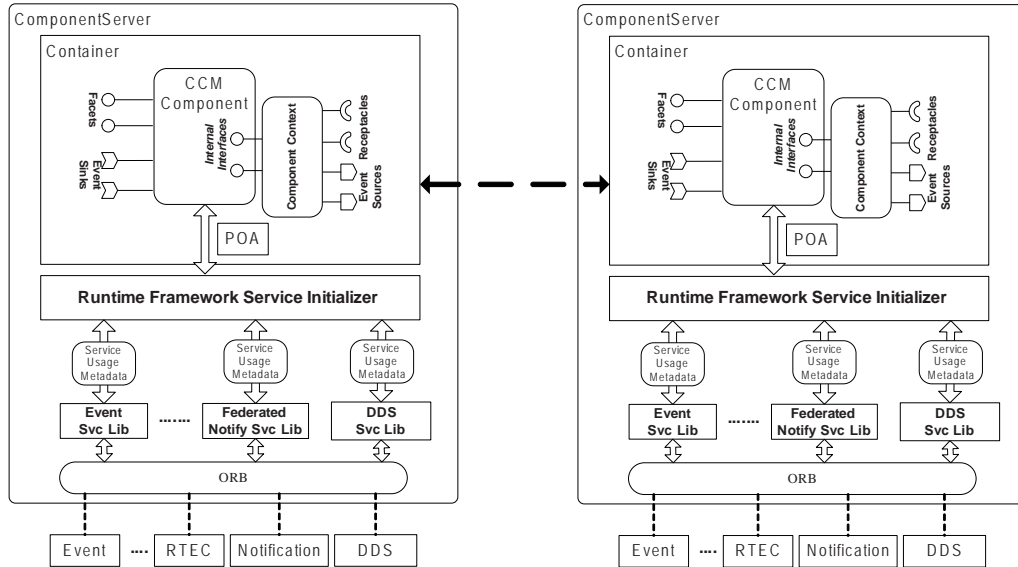 ComponentServer
Container
CCM
Component
Facets
Event
Sinks
Internal
Interfaces
Component Context
Receptacles
Event
Sources
POA
Runtime Framework Service Initializer
Service
Usage
Metadata
Service
Usage
Metadata
Service
Usage
Metadata
Event
Svc Lib
.......
Federated
Notify Svc Lib
DDS
Svc Lib
ORB
Event
....
RTEC
Notification
DDS
ComponentServer
Container
CCM
Component
Facets
Event
Sinks
Internal
Interfaces
Component Context
Receptacles
Event
Sources
POA
Runtime Framework Service Initializer
Service
Usage
Metadata
Service
Usage
Metadata
Service
Usage
Metadata
Event
Svc Lib
.......
Federated
Notify Svc Lib
DDS
Svc Lib
ORB
Event
....
RTEC
Notification
DDS